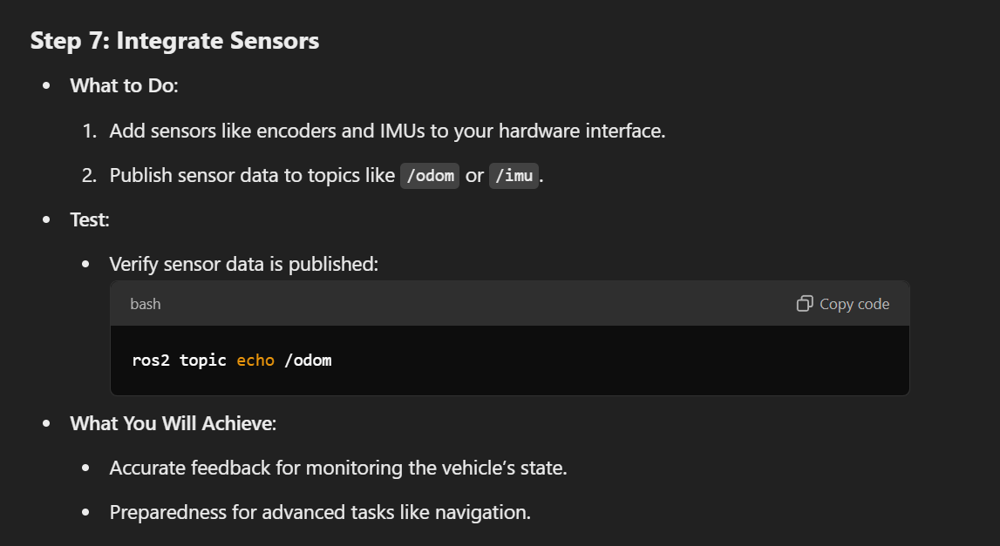 Step 7: Integrate Sensors
• What to Do:
1. Add sensors like encoders and IMUs to your hardware interface.
2. Publish sensor data to topics like /odom or /imu.
• Test:
• Verify sensor data is published:
bash Copy code
ros2 topic echo /odom
• What You Will Achieve:
• Accurate feedback for monitoring the vehicle’s state.
• Preparedness for advanced tasks like navigation.